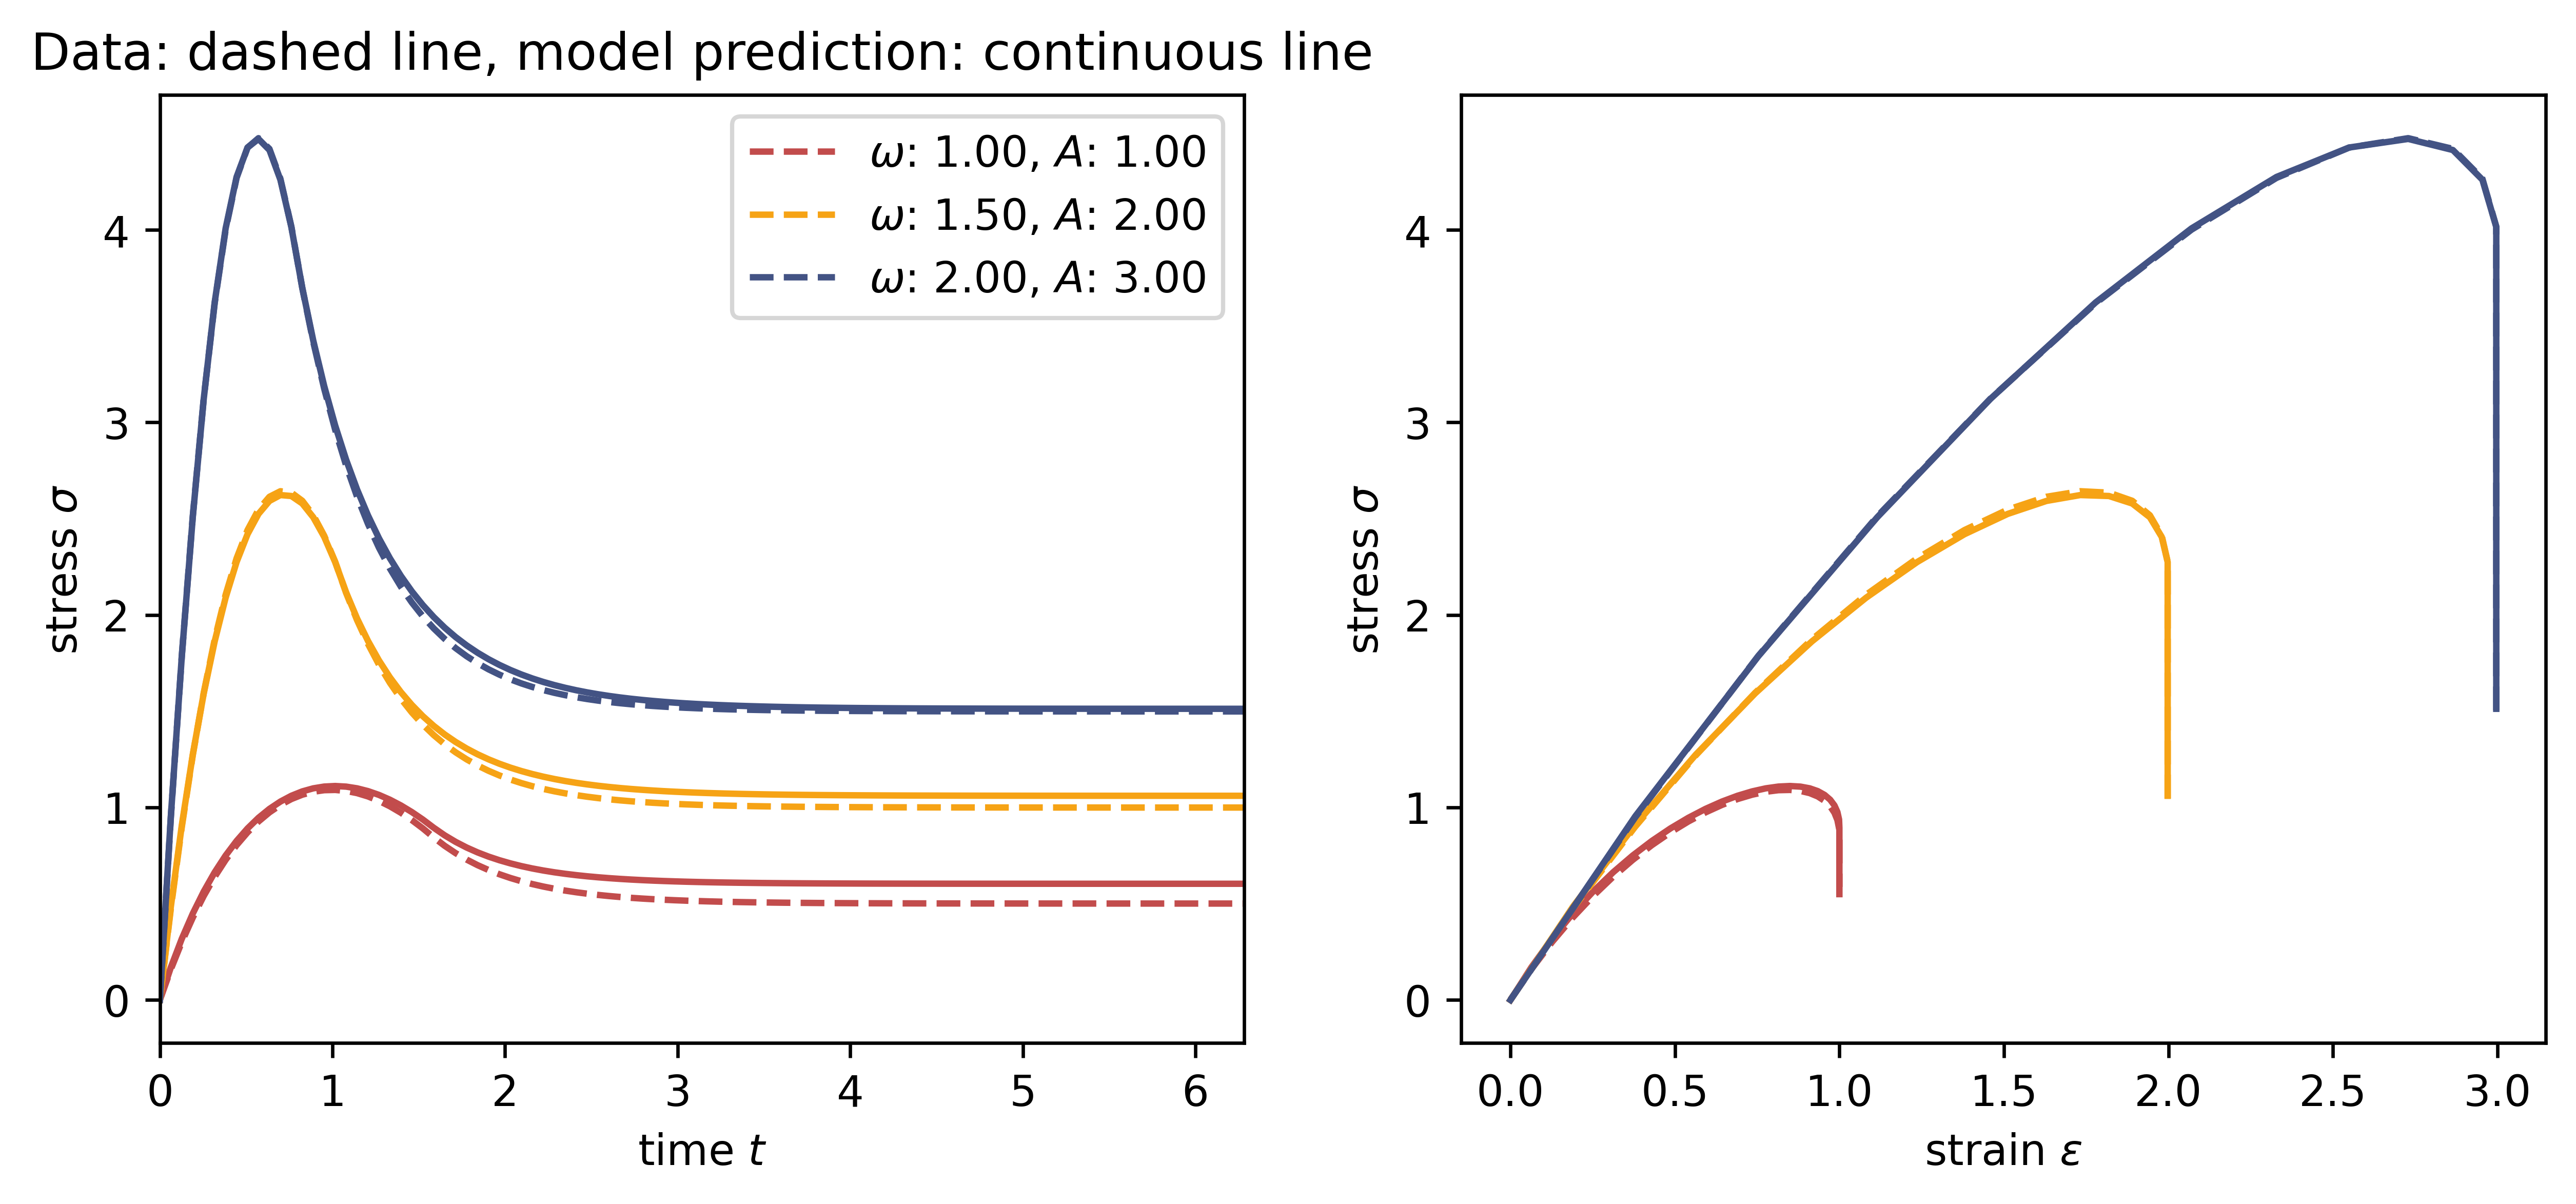 Data: dashed line, model prediction: continuous line
ω: 1.00, A: 1.00
ω: 1.50, A: 2.00
ω: 2.00, A: 3.00
stress σ
4
3
2
1
0
0 1 2 3 4 5 6
time t
stress σ
4
3
2
1
0
0.0 0.5 1.0 1.5 2.0 2.5 3.0
strain ε